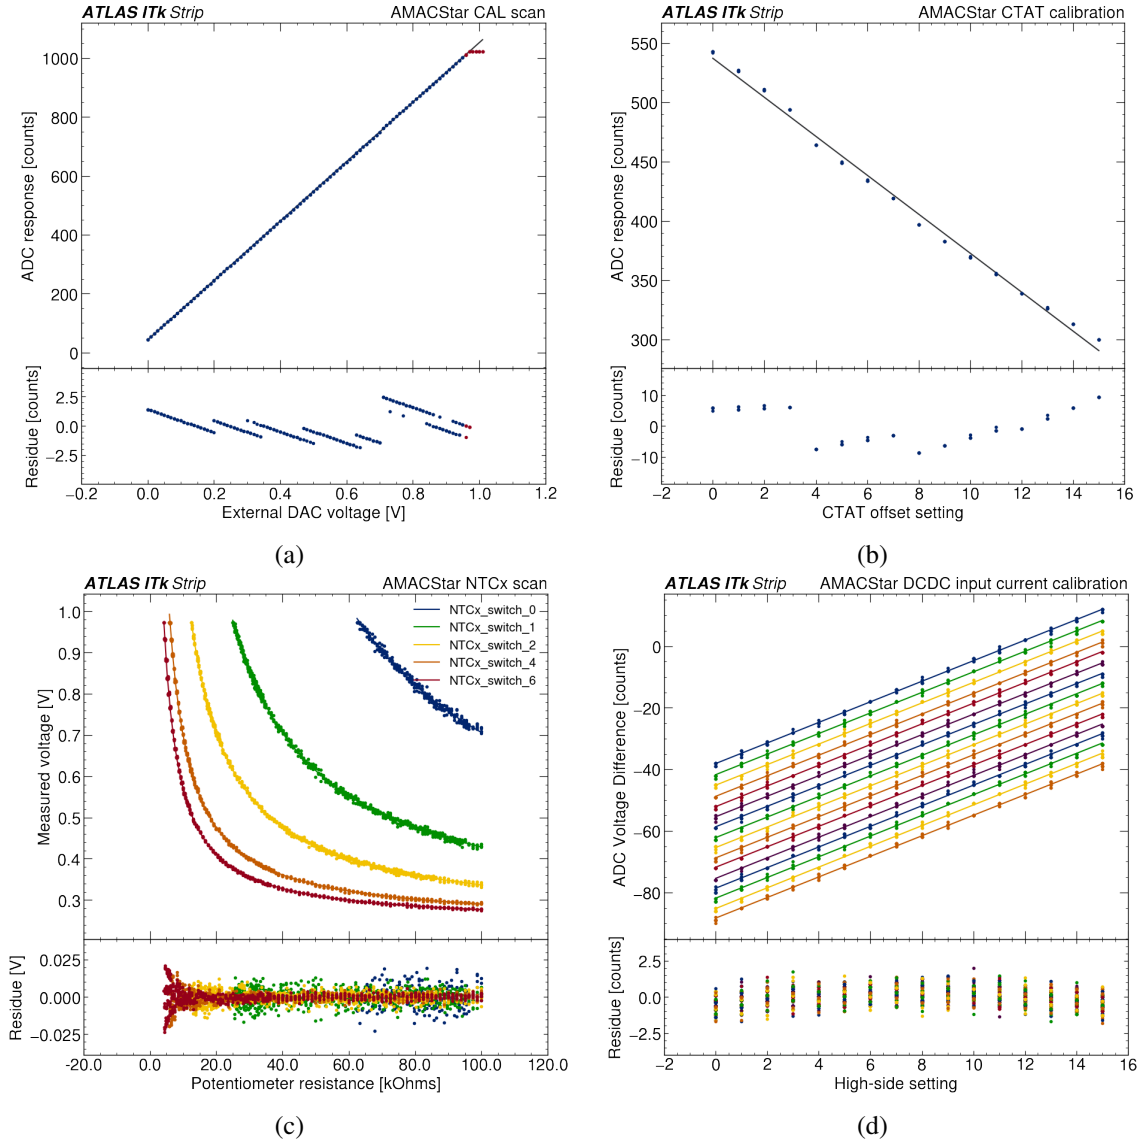 ATLAS ITk Strip AMACStar CAL scan
ADC response [counts]
1000
800
600
400
200
0
Residue [counts]
2.5
0.0
−2.5
−0.2 0.0 0.2 0.4 0.6 0.8 1.0 1.2
External DAC voltage [V]
(a)
ATLAS ITk Strip AMACStar CTAT calibration
ADC response [counts]
550
500
450
400
350
300
Residue [counts]
10
0
−10
−2 0 2 4 6 8 10 12 14 16
CTAT offset setting
(b)
ATLAS ITk Strip AMACStar NTCx scan
Measured voltage [V]
1.0
0.9
0.8
0.7
0.6
0.5
0.4
0.3
NTCx_switch_0
NTCx_switch_1
NTCx_switch_2
NTCx_switch_4
NTCx_switch_6
Residue [V]
0.025
0.000
−0.025
−20.0 0.0 20.0 40.0 60.0 80.0 100.0 120.0
Potentiometer resistance [kOhms]
(c)
ATLAS ITk Strip AMACStar DCDC input current calibration
ADC Voltage Difference [counts]
0
−20
−40
−60
−80
Residue [counts]
2.5
0.0
−2.5
−2 0 2 4 6 8 10 12 14 16
High-side setting
(d)